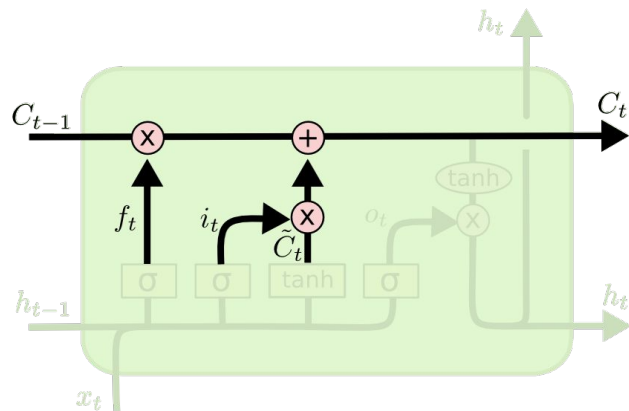 h_t
C_{t-1} × + C_t
tanh
f_t i_t × o_t ×
C̃_t
σ σ tanh σ
h_{t-1} h_t
x_t